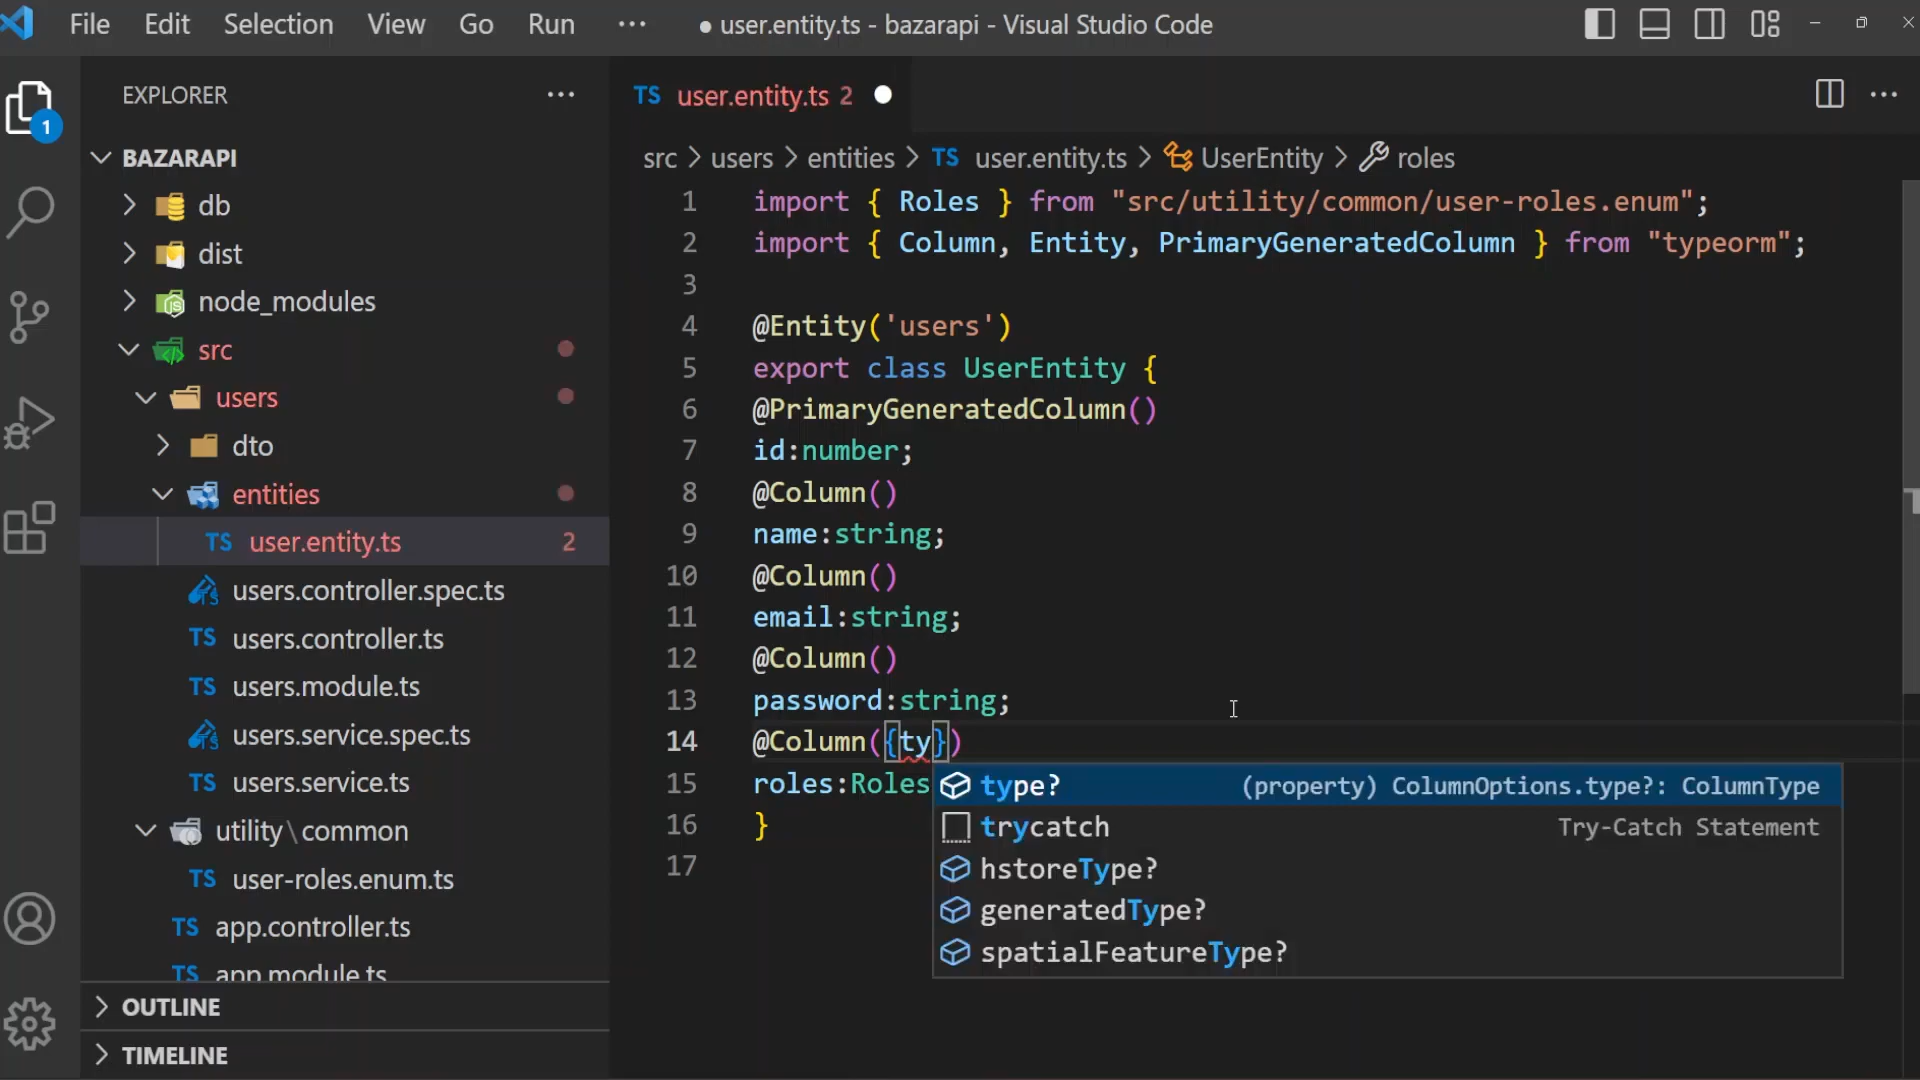 File Edit Selection View Go Run ··· ● user.entity.ts - bazarapi - Visual Studio Code
EXPLORER ···
1
BAZARAPI
db
dist
node_modules
src
users
dto
entities
TS user.entity.ts 2
users.controller.spec.ts
TS users.controller.ts
TS users.module.ts
users.service.spec.ts
TS users.service.ts
utility\common
TS user-roles.enum.ts
TS app.controller.ts
TS app.module.ts
OUTLINE
TIMELINE
TS user.entity.ts 2 ●
src > users > entities > TS user.entity.ts > UserEntity > roles
1 import { Roles } from "src/utility/common/user-roles.enum";
2 import { Column, Entity, PrimaryGeneratedColumn } from "typeorm";
3
4 @Entity('users')
5 export class UserEntity {
6 @PrimaryGeneratedColumn()
7 id:number;
8 @Column()
9 name:string;
10 @Column()
11 email:string;
12 @Column()
13 password:string;
14 @Column({ty})
15 roles:Roles
16 }
17
type? (property) ColumnOptions.type?: ColumnType
trycatch Try-Catch Statement
hstoreType?
generatedType?
spatialFeatureType?